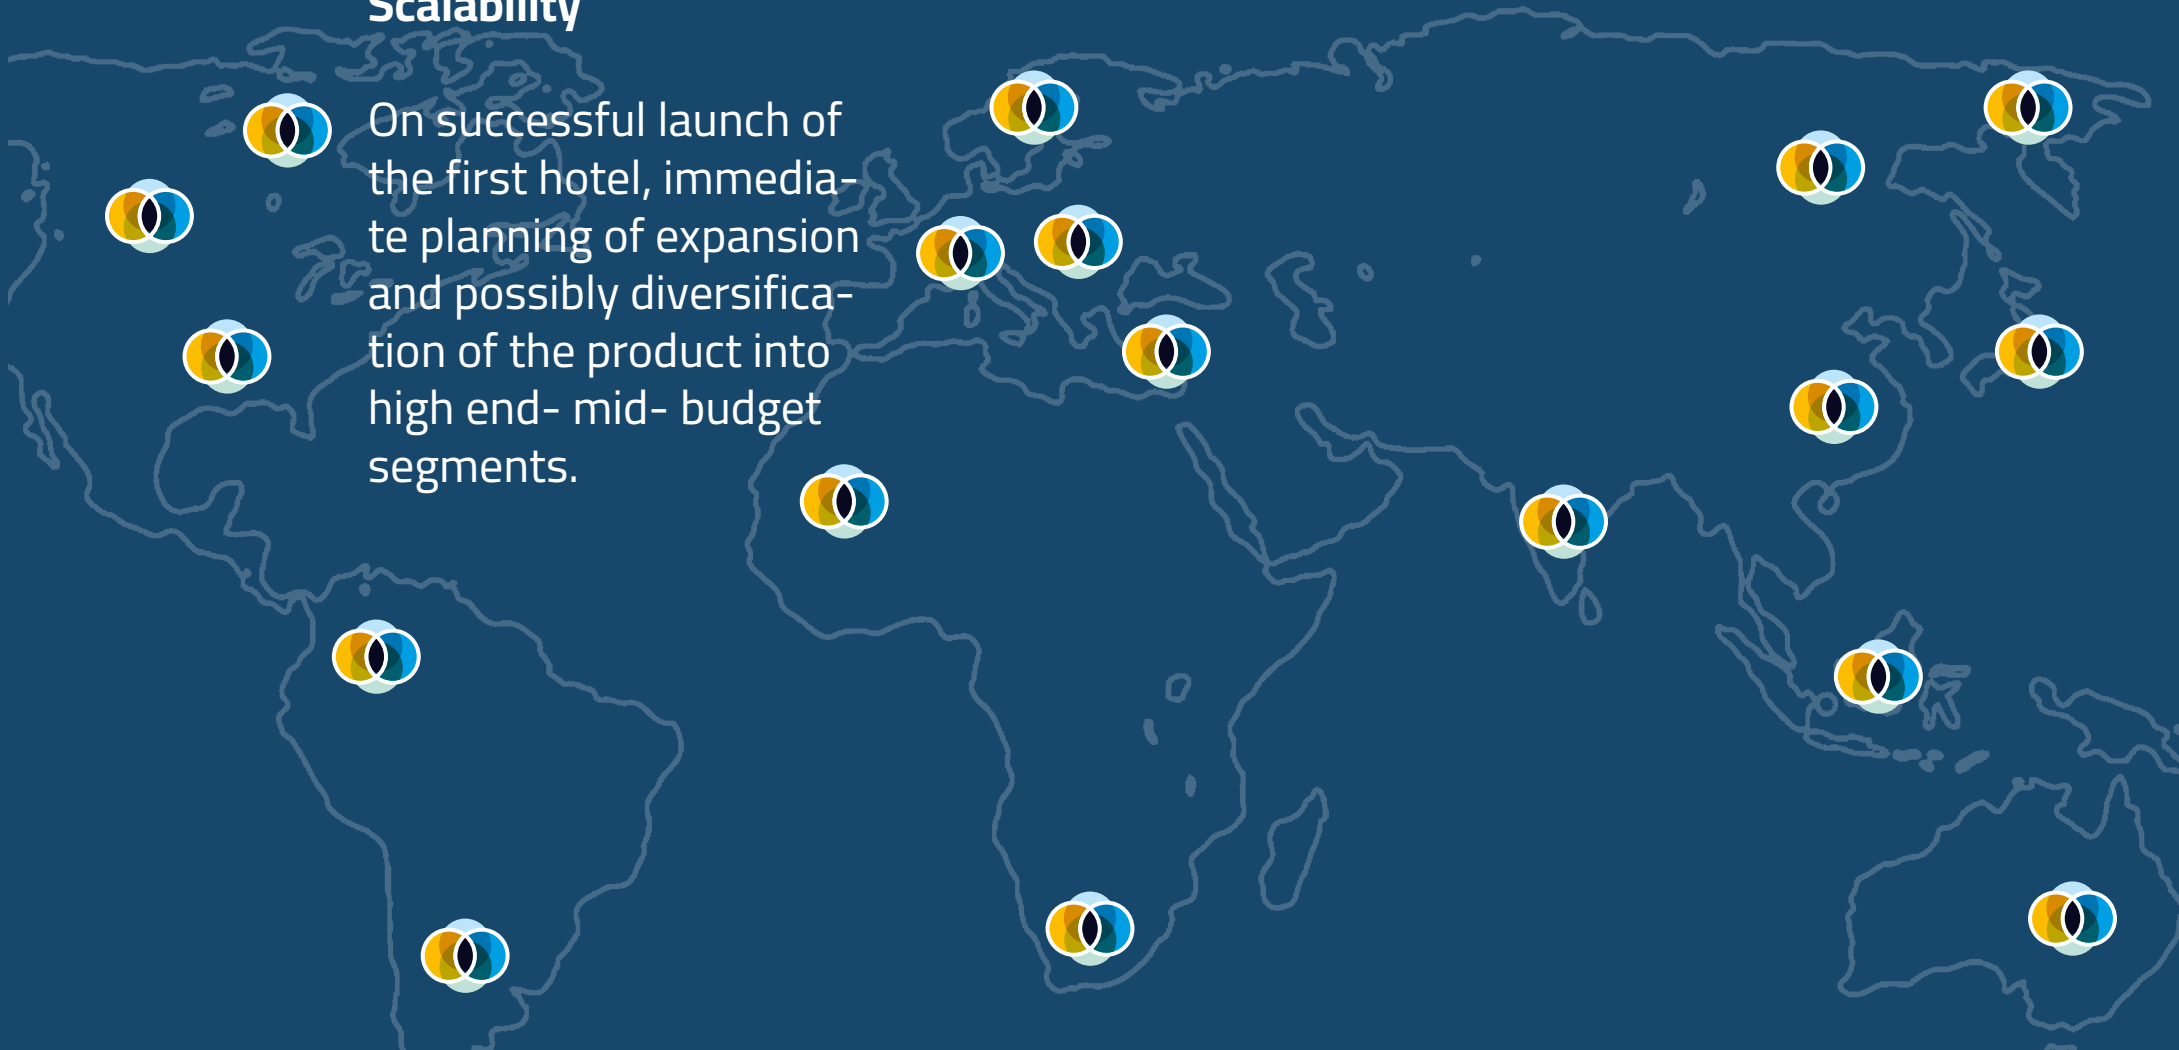 Scalability
On successful launch of
the first hotel, immedia-
te planning of expansion
and possibly diversifica-
tion of the product into
high end- mid- budget
segments.